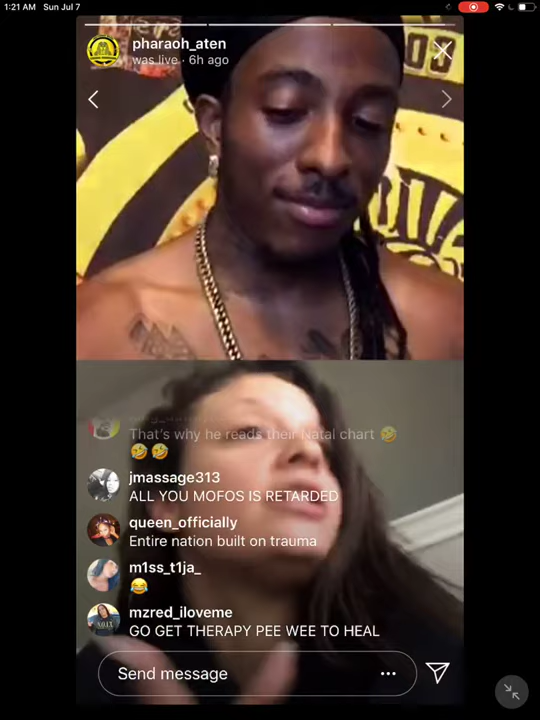 1:21 AM Sun Jul 7
pharaoh_aten
was live · 6h ago
That's why he reads their Natal chart 🤣
🤣 🤣
jmassage313
ALL YOU MOFOS IS RETARDED
queen_officially
Entire nation built on trauma
m1ss_t1ja_
😂
mzred_iloveme
GO GET THERAPY PEE WEE TO HEAL
Send message